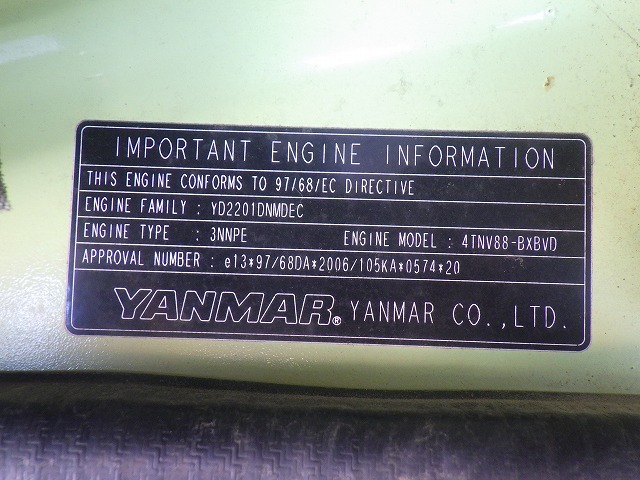 IMPORTANT ENGINE INFORMATION
THIS ENGINE CONFORMS TO 97/68/EC DIRECTIVE
ENGINE FAMILY : YD2201DNMDEC
ENGINE TYPE : 3NNPE ENGINE MODEL : 4TNV88-BXBVD
APPROVAL NUMBER : e13*97/68DA*2006/105KA*0574*20
YANMAR® YANMAR CO.,LTD.